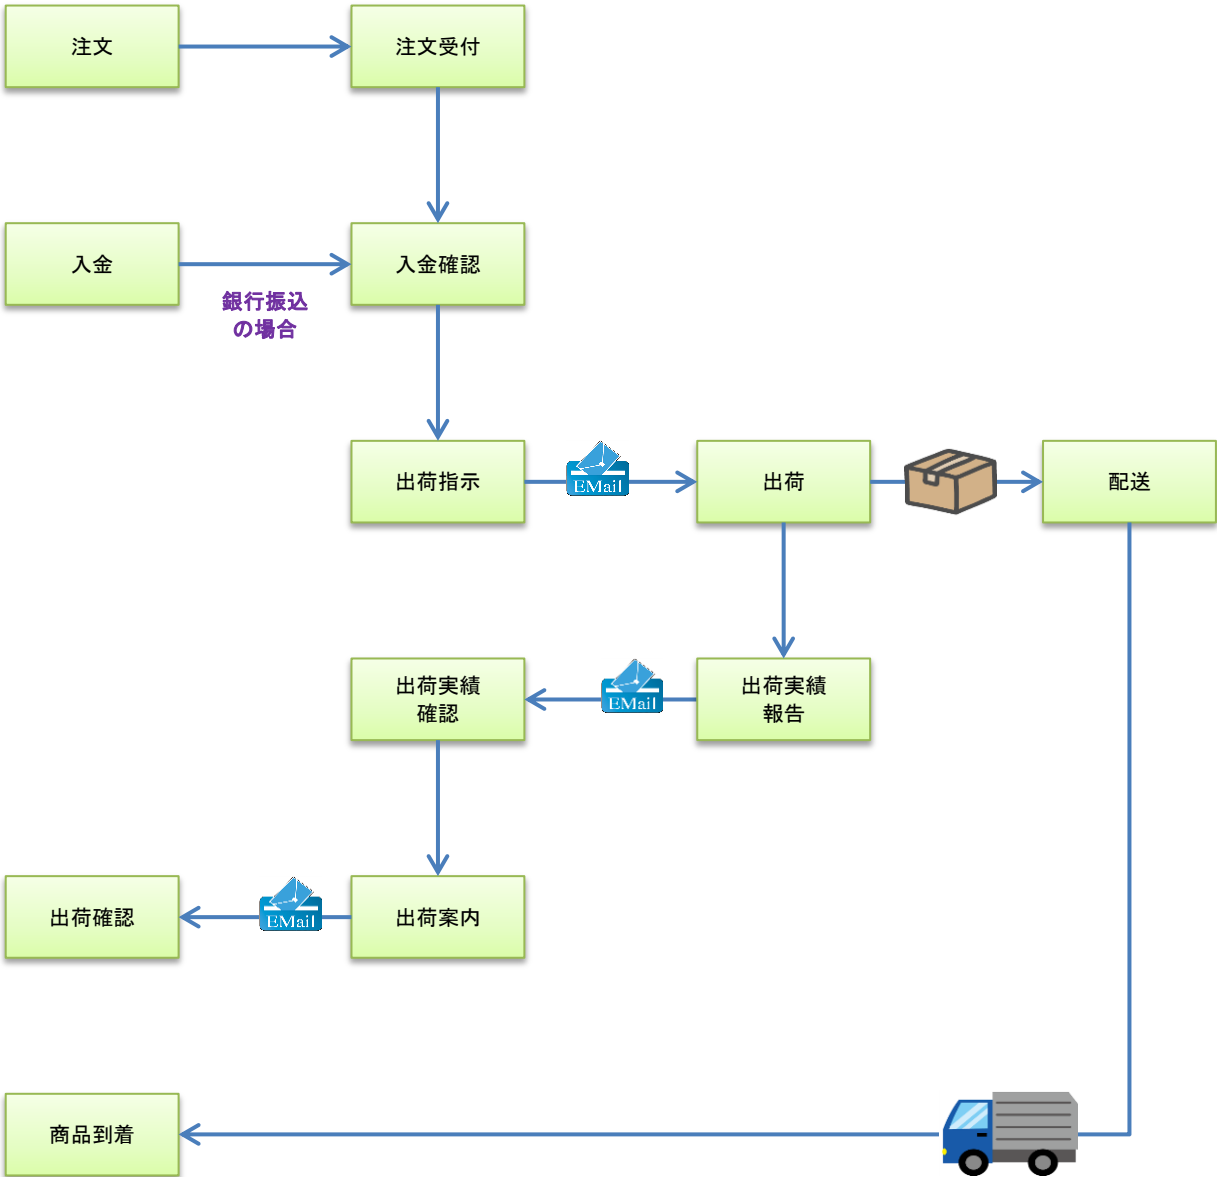 注文
注文受付
入金
入金確認
銀行振込
の場合
出荷指示
EMail
出荷
配送
出荷実績
確認
EMail
出荷実績
報告
出荷確認
EMail
出荷案内
商品到着